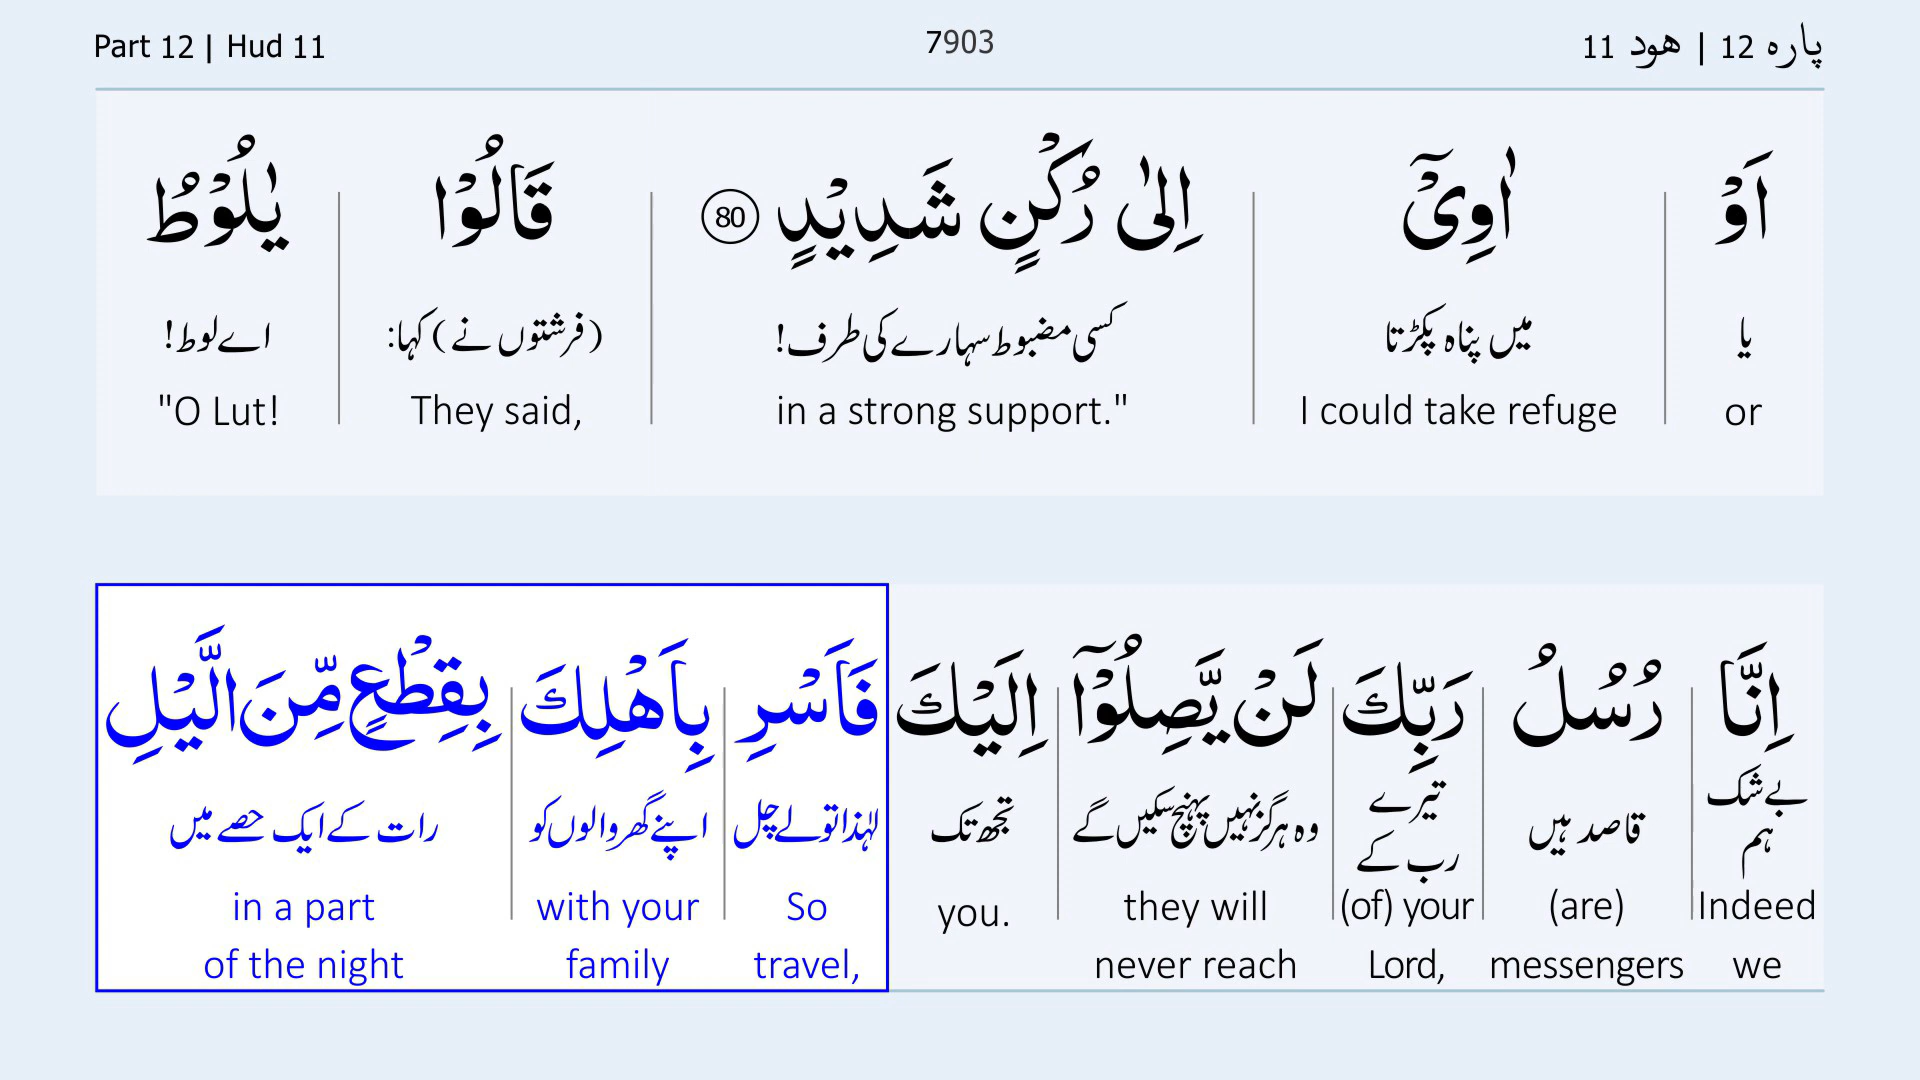 Part 12 | Hud 11
7903
پارہ 12 | ھود 11
اَوْ اٰوِیْۤ اِلٰی رُكْنٍ شَدِیْدٍ 80 قَالُوْا یٰلُوْطُ
یا میں پناہ پکڑتا کسی مضبوط سہارے کی طرف! (فرشتوں نے) کہا: اے لوط!
or I could take refuge in a strong support." They said, "O Lut!
اِنَّا رُسُلُ رَبِّكَ لَنْ یَّصِلُوْۤا اِلَیْكَ فَاَسْرِ بِاَهْلِكَ بِقِطْعٍ مِّنَ الَّیْلِ
بے شک ہم قاصد ہیں تیرے رب کے وہ ہرگز نہیں پہنچ سکیں گے تجھ تک لہٰذا تو لے چل اپنے گھر والوں کو رات کے ایک حصے میں
Indeed we (are) messengers (of) your Lord, they will never reach you. So travel, with your family in a part of the night